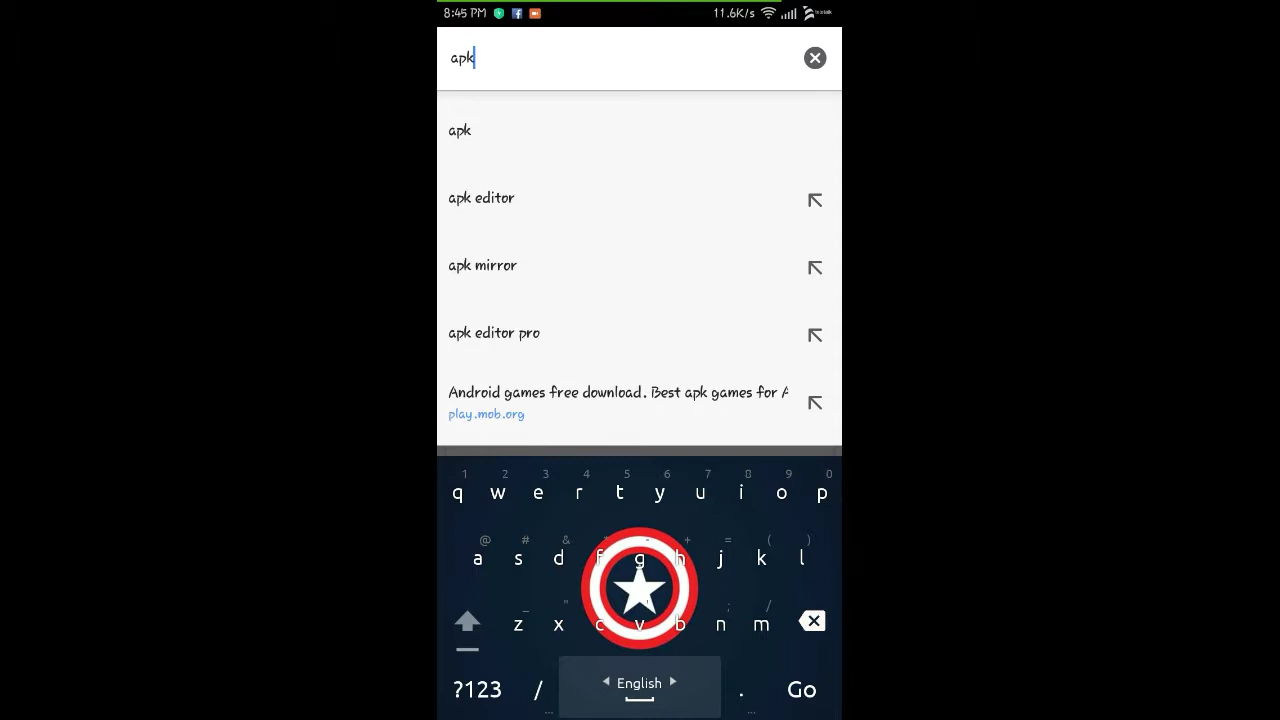 8:45 PM 11.6K/s
apk
apk
apk editor
apk mirror
apk editor pro
Android games free download. Best apk games for A
play.mob.org
1 2 3 4 5 6 7 8 9 0
q w e r t y u i o p
@ # & * - + = ( )
a s d f g h j k l
_ " ' ; /
z x c v b n m
?123 / English . Go